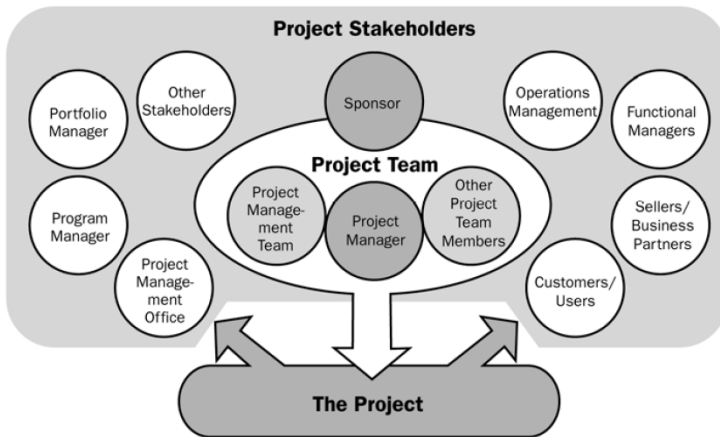 Project Stakeholders
Portfolio
Manager
Other
Stakeholders
Sponsor
Operations
Management
Functional
Managers
Project Team
Program
Manager
Project
Manage-
ment
Team
Project
Manager
Other
Project
Team
Members
Sellers/
Business
Partners
Project
Manage-
ment
Office
Customers/
Users
The Project